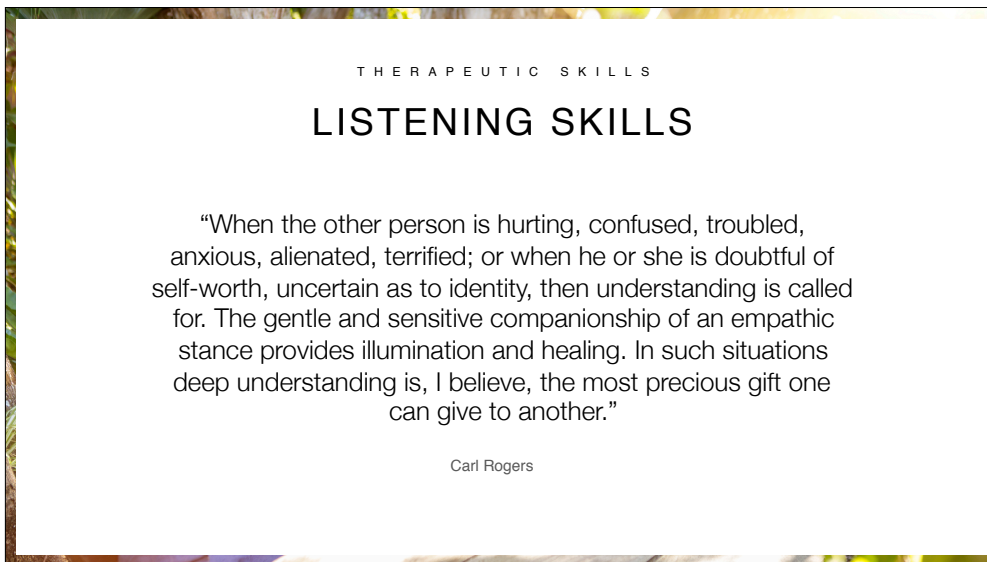 THERAPEUTIC SKILLS
LISTENING SKILLS
“When the other person is hurting, confused, troubled,
anxious, alienated, terrified; or when he or she is doubtful of
self-worth, uncertain as to identity, then understanding is called
for. The gentle and sensitive companionship of an empathic
stance provides illumination and healing. In such situations
deep understanding is, I believe, the most precious gift one
can give to another.”
Carl Rogers